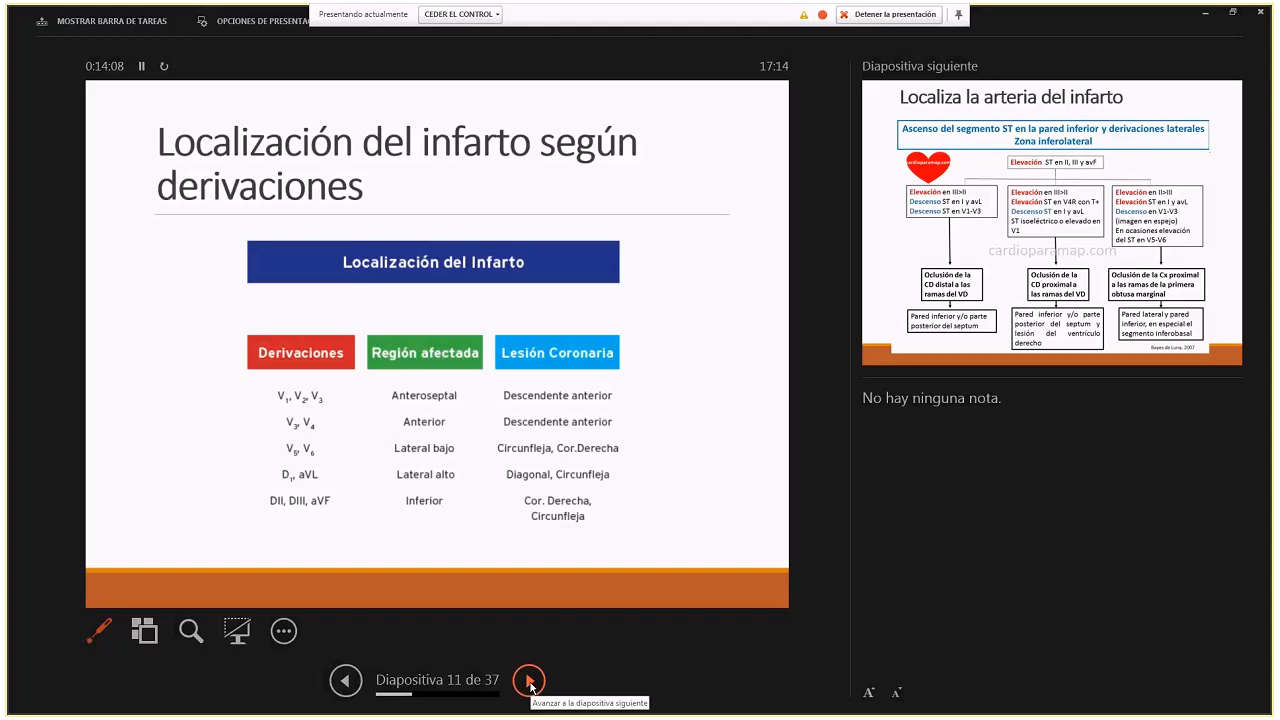 MOSTRAR BARRA DE TAREAS
OPCIONES DE PRESENTA
Presentando actualmente
CEDER EL CONTROL
Detener la presentación
0:14:08
17:14
Localización del infarto según
derivaciones
Localización del Infarto
Derivaciones Región afectada Lesión Coronaria
V1, V2, V3 Anteroseptal Descendente anterior
V3, V4 Anterior Descendente anterior
V5, V6 Lateral bajo Circunfleja, Cor.Derecha
D1, aVL Lateral alto Diagonal, Circunfleja
DII, DIII, aVF Inferior Cor. Derecha,
Circunfleja
Diapositiva 11 de 37
Avanzar a la diapositiva siguiente
Diapositiva siguiente
Localiza la arteria del infarto
Ascenso del segmento ST en la pared inferior y derivaciones laterales
Zona inferolateral
cardioparamap.com
Elevación ST en II, III y avF
Elevación en III>II
Descenso ST en I y avL
Descenso ST en V1-V3
Elevación en III>II
Elevación ST en V4R con T+
Descenso ST en I y avL
ST isoeléctrico o elevado en
V1
Elevación en II>III
Elevación ST en I y avL
Descenso en V1-V3
(imagen en espejo)
En ocasiones elevación
del ST en V5-V6
cardioparamap.com
Oclusión de la
CD distal a las
ramas del VD
Oclusión de la
CD proximal a
las ramas del VD
Oclusión de la Cx proximal
a las ramas de la primera
obtusa marginal
Pared inferior y/o parte
posterior del septum
Pared inferior y/o parte
posterior del septum y
lesión del ventrículo
derecho
Pared lateral y pared
inferior, en especial el
segmento inferobasal
Bayes de Luna, 2007
No hay ninguna nota.
A A